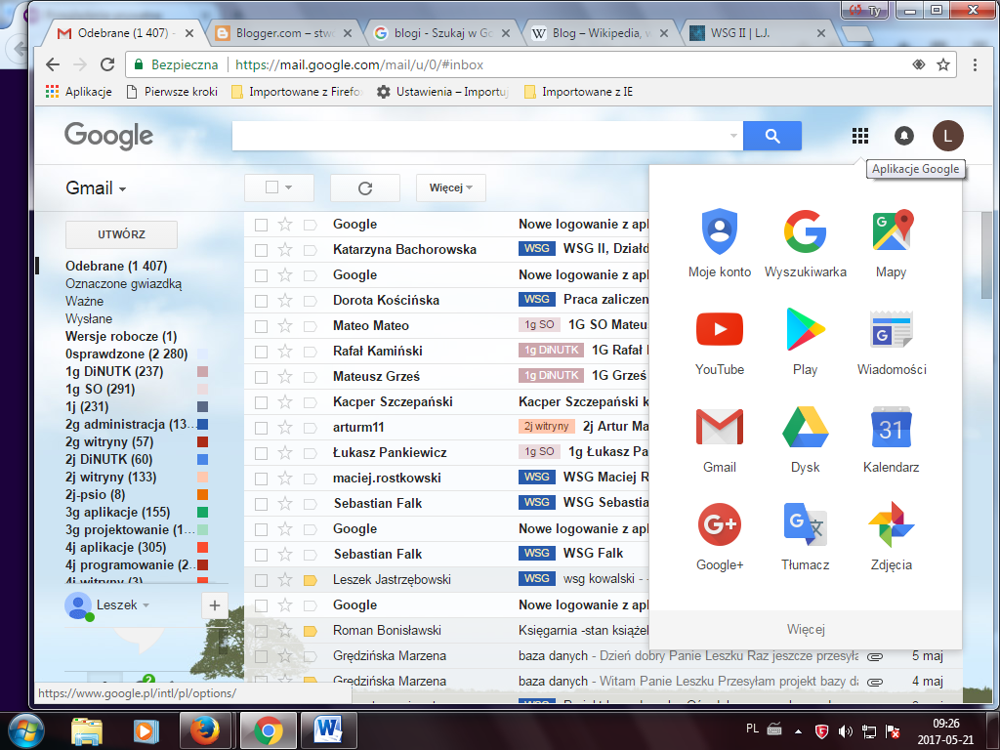 Ty
Odebrane (1 407) -
Blogger.com – stwo
blogi - Szukaj w Go
Blog – Wikipedia, w
WSG II | L.J.
Bezpieczna https://mail.google.com/mail/u/0/#inbox
Aplikacje Pierwsze kroki Importowane z Firefo Ustawienia – Importuj Importowane z IE
Google
L
Aplikacje Google
Gmail
Więcej
UTWÓRZ
Odebrane (1 407)
Oznaczone gwiazdką
Ważne
Wysłane
Wersje robocze (1)
0sprwdzone (2 280)
1g DiNUTK (237)
1g SO (291)
1j (231)
2g administracja (13...
2g witryny (57)
2j DiNUTK (60)
2j witryny (133)
2j-psio (8)
3g aplikacje (155)
3g projektowanie (1...
4j aplikacje (305)
4j programowanie (2...
4j witryny (3)
Leszek
+
2
Google Nowe logowanie z apl
Katarzyna Bachorowska WSG WSG II, Działd
Google Nowe logowanie z apl
Dorota Kościńska WSG Praca zaliczen
Mateo Mateo 1g SO 1G SO Mateu
Rafał Kamiński 1g DiNUTK 1G Rafał
Mateusz Grześ 1g DiNUTK 1G Grześ
Kacper Szczepański Kacper Szczepański k
arturm11 2j witryny 2j Artur Ma
Łukasz Pankiewicz 1g SO 1g Łukasz Pa
maciej.rostkowski WSG WSG Maciej R
Sebastian Falk WSG WSG Sebastia
Google Nowe logowanie z apl
Sebastian Falk WSG WSG Falk
Leszek Jastrzębowski WSG wsg kowalski -
Google Nowe logowanie z apl
Roman Bonisławski Księgarnia -stan książek
Grędzińska Marzena baza danych - Dzień dobry Panie Leszku Raz jeszcze przesyła 5 maj
Grędzińska Marzena baza danych - Witam Panie Leszku Przesyłam projekt bazy da 4 maj
Moje konto Wyszukiwarka Mapy
YouTube Play Wiadomości
31
Gmail Dysk Kalendarz
G+
Google+ Tłumacz Zdjęcia
Więcej
https://www.google.pl/intl/pl/options/
PL
09:26
2017-05-21